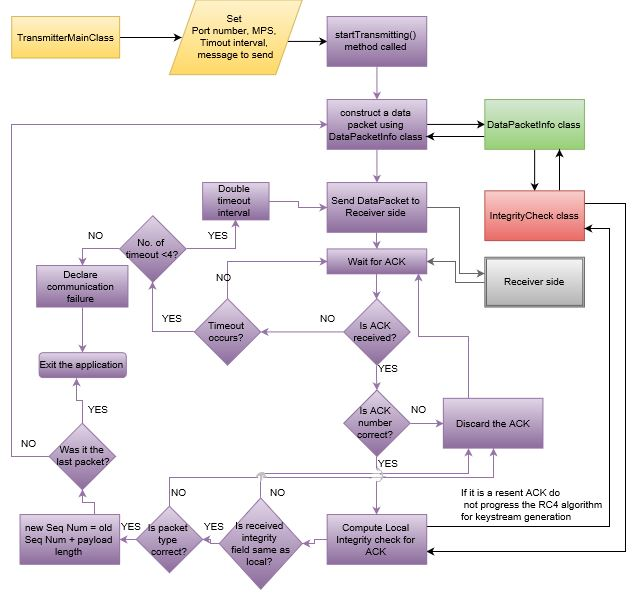 TransmitterMainClass
Set
Port number, MPS,
Timout interval,
message to send
startTransmitting()
method called
construct a data
packet using
DataPacketInfo class
DataPacketInfo class
Double
timeout
interval
Send DataPacket to
Receiver side
IntegrityCheck class
NO
No. of
timeout <4?
YES
Wait for ACK
Declare
communication
failure
NO
Receiver side
YES
Timeout
occurs?
NO
Is ACK
received?
Exit the application
YES
YES
Is ACK
number
correct?
NO
Discard the ACK
NO
Was it the
last packet?
YES
NO
NO
If it is a resent ACK do
not progress the RC4 algorithm
for keystream generation
new Seq Num = old
Seq Num + payload
length
YES
Is packet
type
correct?
YES
Is received
integrity
field same as
local?
Compute Local
Integrity check for
ACK